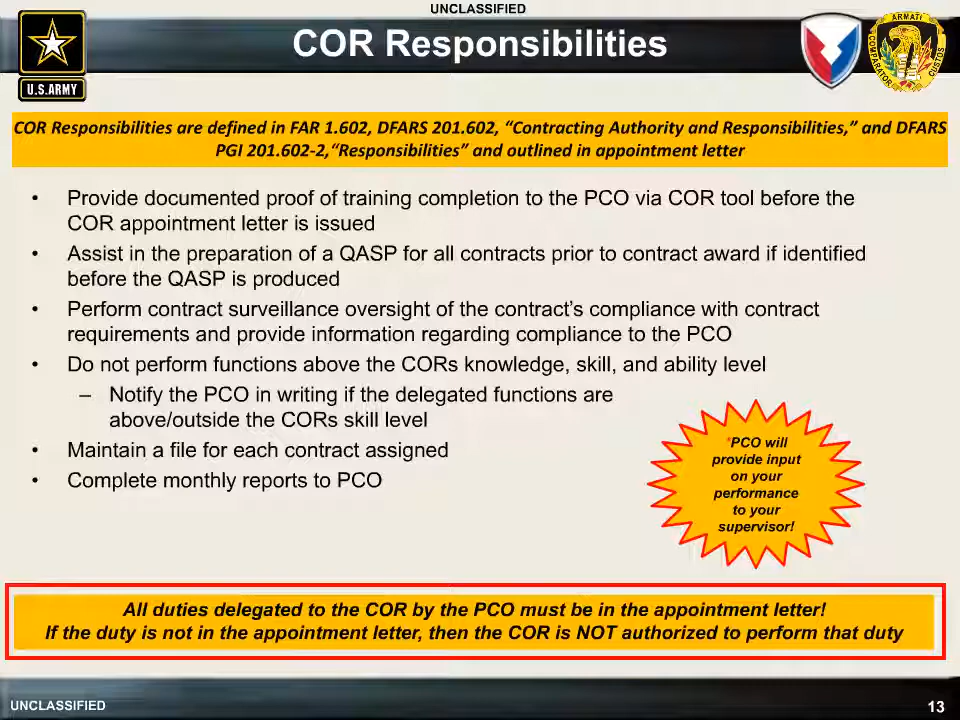 UNCLASSIFIED
COR Responsibilities
U.S.ARMY
ARMATI
COMPARATOR
CUSTOS
COR Responsibilities are defined in FAR 1.602, DFARS 201.602, “Contracting Authority and Responsibilities,” and DFARS
PGI 201.602-2,“Responsibilities” and outlined in appointment letter
• Provide documented proof of training completion to the PCO via COR tool before the
COR appointment letter is issued
• Assist in the preparation of a QASP for all contracts prior to contract award if identified
before the QASP is produced
• Perform contract surveillance oversight of the contract’s compliance with contract
requirements and provide information regarding compliance to the PCO
• Do not perform functions above the CORs knowledge, skill, and ability level
– Notify the PCO in writing if the delegated functions are
above/outside the CORs skill level
• Maintain a file for each contract assigned
• Complete monthly reports to PCO
*PCO will
provide input
on your
performance
to your
supervisor!
All duties delegated to the COR by the PCO must be in the appointment letter!
If the duty is not in the appointment letter, then the COR is NOT authorized to perform that duty
UNCLASSIFIED
13